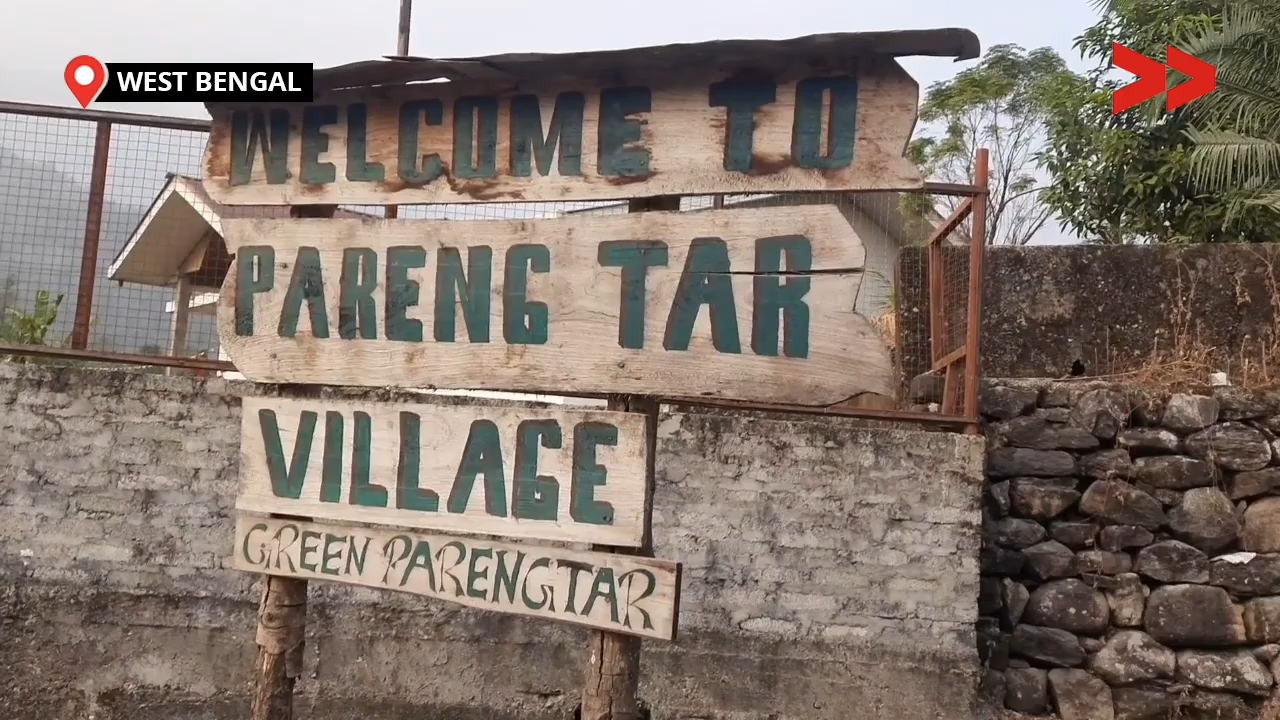 WEST BENGAL
WELCOME TO
PARENG TAR
VILLAGE
GREEN PARENGTAR